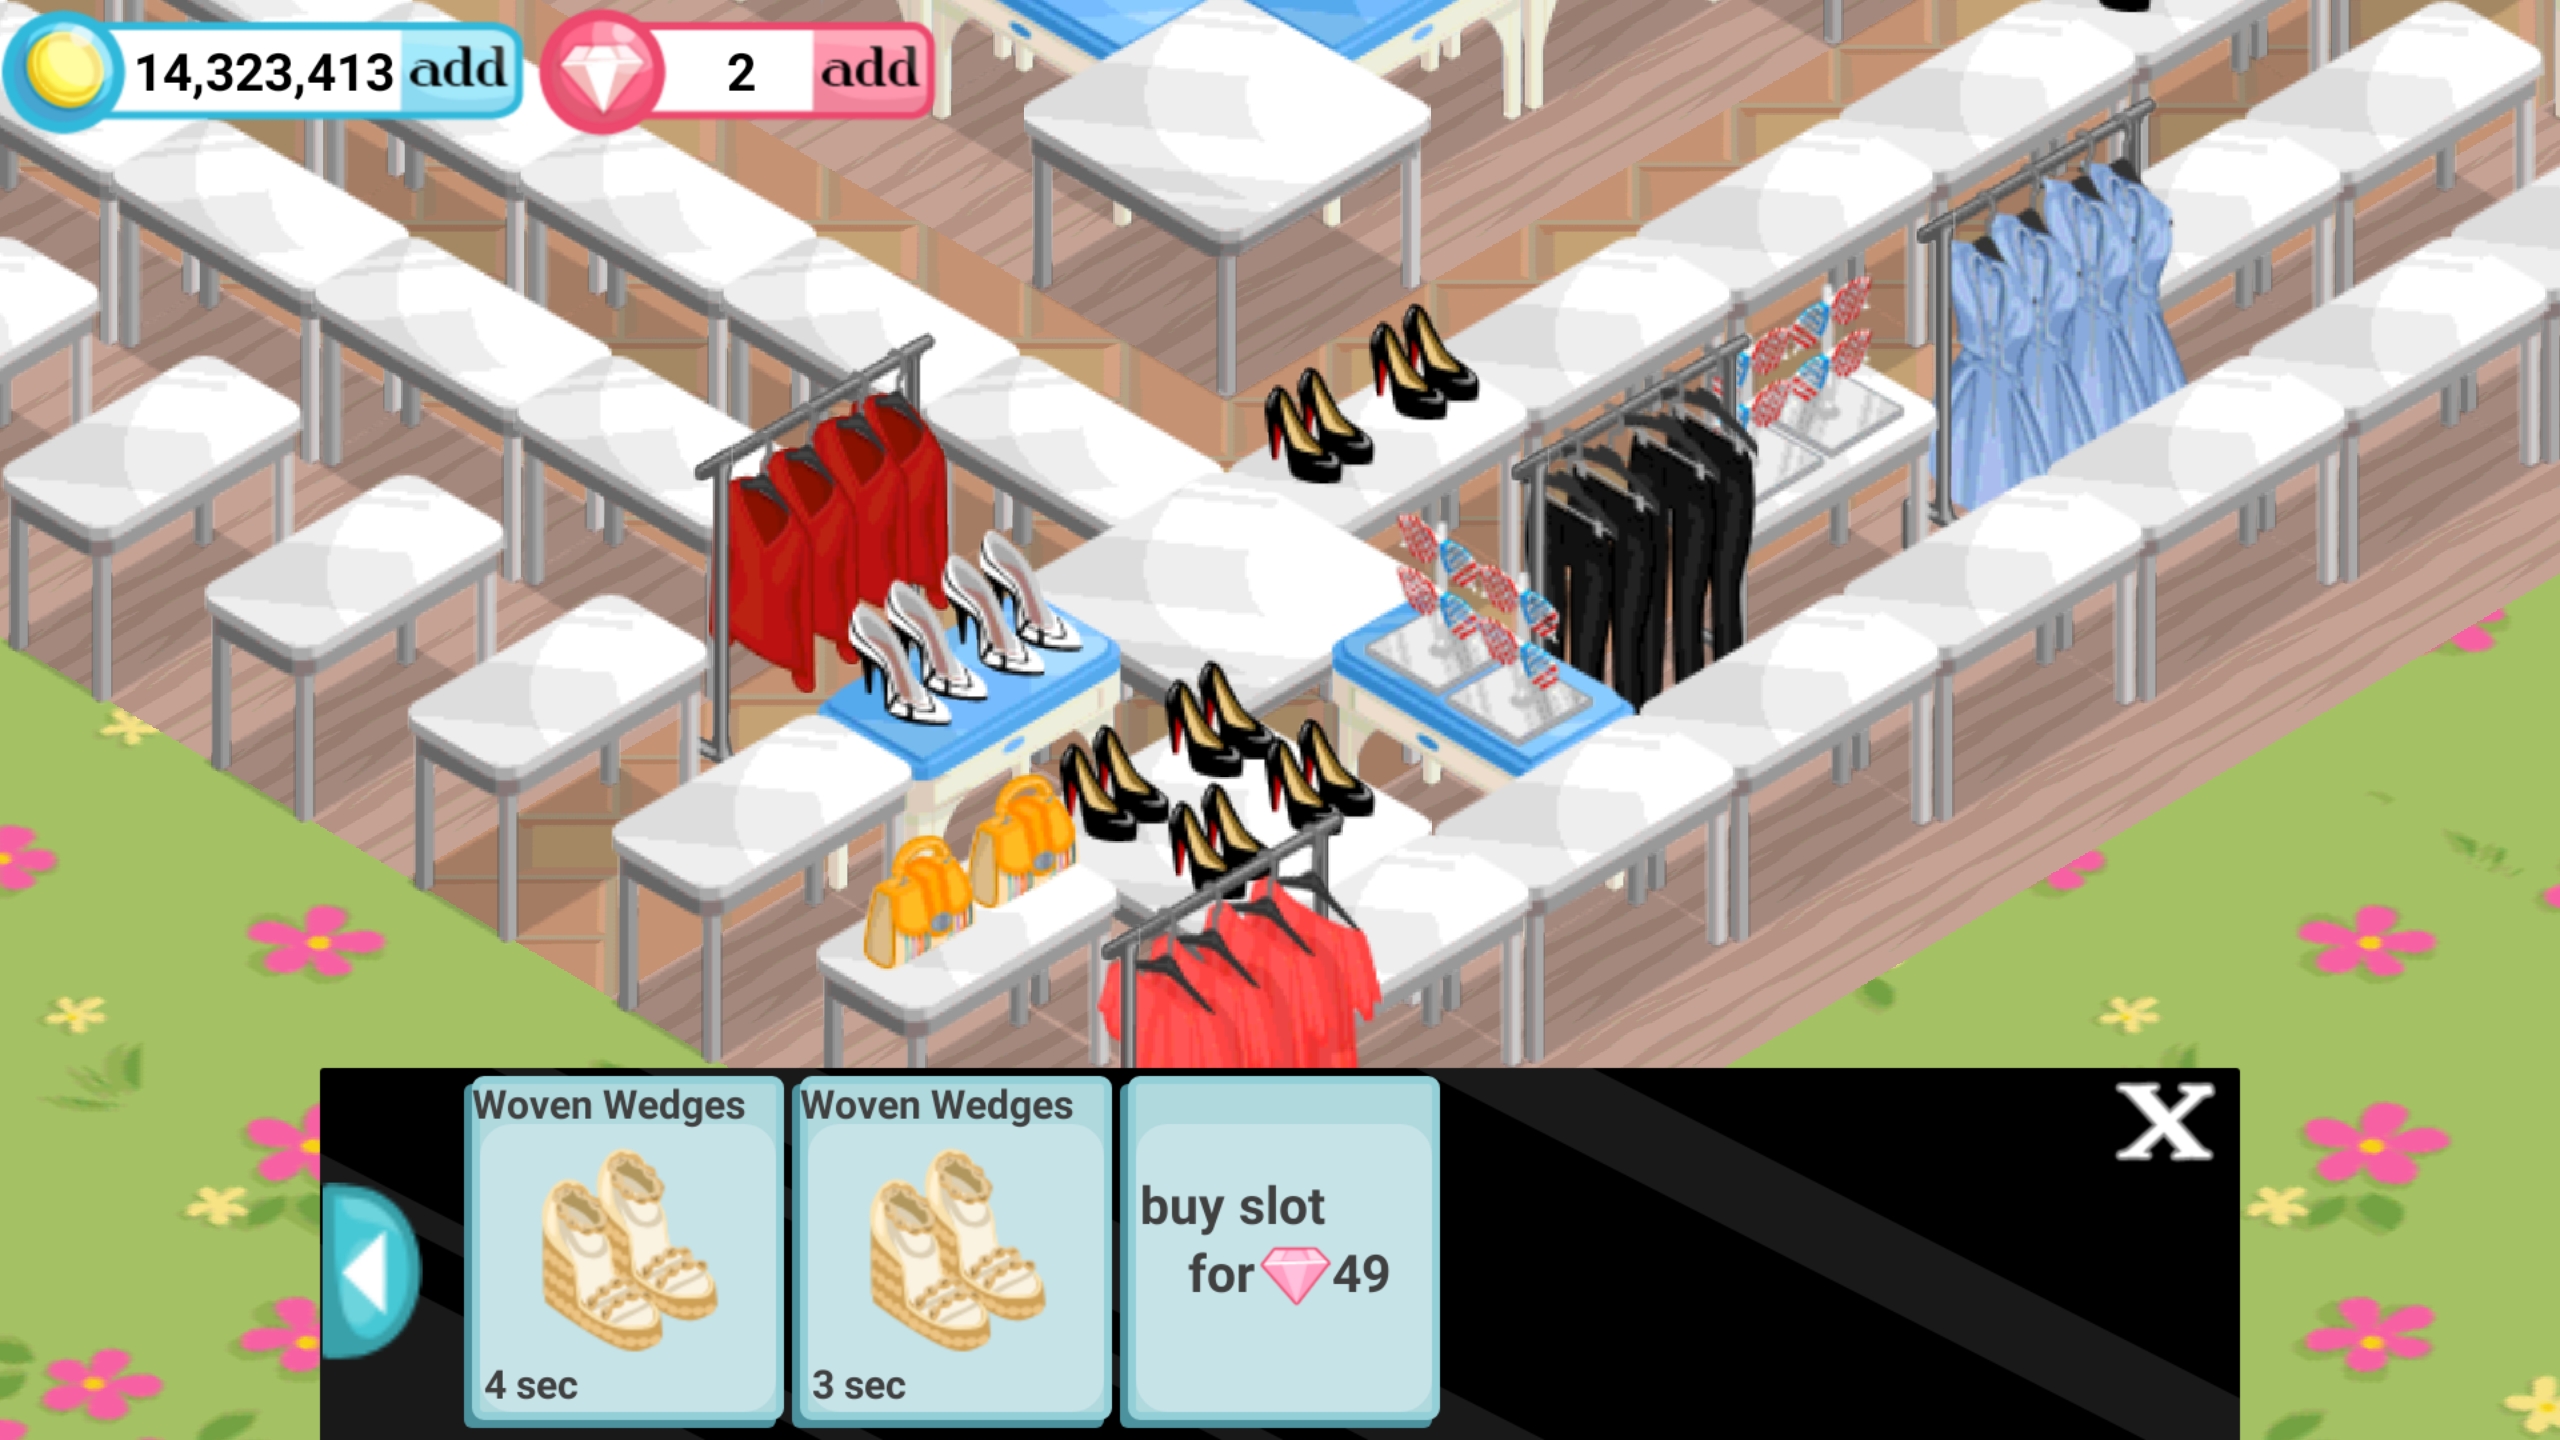 14,323,413 add
2 add
Woven Wedges
4 sec
Woven Wedges
3 sec
buy slot
for 49
X